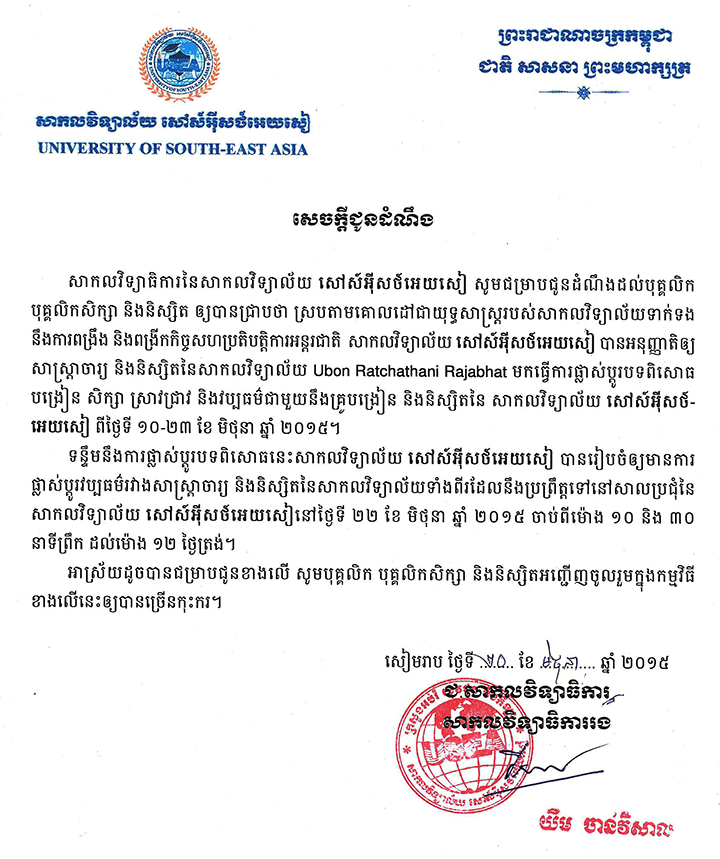 ព្រះរាជាណាចក្រកម្ពុជា
ជាតិ សាសនា ព្រះមហាក្សត្រ
សាកលវិទ្យាល័យ សៅស៍អ៊ីសថ៍អេយសៀ
UNIVERSITY OF SOUTH-EAST ASIA
សេចក្តីជូនដំណឹង
សាកលវិទ្យាធិការនៃសាកលវិទ្យាល័យ សៅស៍អ៊ីសថ៍អេយសៀ សូមជម្រាបជូនដំណឹងដល់បុគ្គលិក
បុគ្គលិកសិក្សា និងនិស្សិត ឲ្យបានជ្រាបថា ស្របតាមគោលដៅជាយុទ្ធសាស្ត្ររបស់សាកលវិទ្យាល័យទាក់ទង
នឹងការពង្រឹង និងពង្រីកកិច្ចសហប្រតិបត្តិការអន្តរជាតិ សាកលវិទ្យាល័យ សៅស៍អ៊ីសថ៍អេយសៀ បានអនុញ្ញាតិឲ្យ
សាស្ត្រាចារ្យ និងនិស្សិតនៃសាកលវិទ្យាល័យ Ubon Ratchathani Rajabhat មកធ្វើការផ្លាស់ប្តូរបទពិសោធ
បង្រៀន សិក្សា ស្រាវជ្រាវ និងវប្បធម៌ជាមួយនឹងគ្រូបង្រៀន និងនិស្សិតនៃ សាកលវិទ្យាល័យ សៅស៍អ៊ីសថ៍-
អេយសៀ ពីថ្ងៃទី ១០-២៣ ខែ មិថុនា ឆ្នាំ ២០១៥។
ទន្ទឹមនឹងការផ្លាស់ប្តូរបទពិសោធនេះសាកលវិទ្យាល័យ សៅស៍អ៊ីសថ៍អេយសៀ បានរៀបចំឲ្យមានការ
ផ្លាស់ប្តូរវប្បធម៌រវាងសាស្ត្រាចារ្យ និងនិស្សិតនៃសាកលវិទ្យាល័យទាំងពីរដែលនឹងប្រព្រឹត្តទៅនៅសាលប្រជុំនៃ
សាកលវិទ្យាល័យ សៅស៍អ៊ីសថ៍អេយសៀនៅថ្ងៃទី ២២ ខែ មិថុនា ឆ្នាំ ២០១៥ ចាប់ពីម៉ោង ១០ និង ៣០
នាទីព្រឹក ដល់ម៉ោង ១២ ថ្ងៃត្រង់។
អាស្រ័យដូចបានជម្រាបជូនខាងលើ សូមបុគ្គលិក បុគ្គលិកសិក្សា និងនិស្សិតអញ្ជើញចូលរួមក្នុងកម្មវិធី
ខាងលើនេះឲ្យបានច្រើនកុះករ។
សៀមរាប ថ្ងៃទី ខែ ឆ្នាំ ២០១៥
ជ.សាកលវិទ្យាធិការ
សាកលវិទ្យាធិការរង
យឹម ចាន់វិសាល